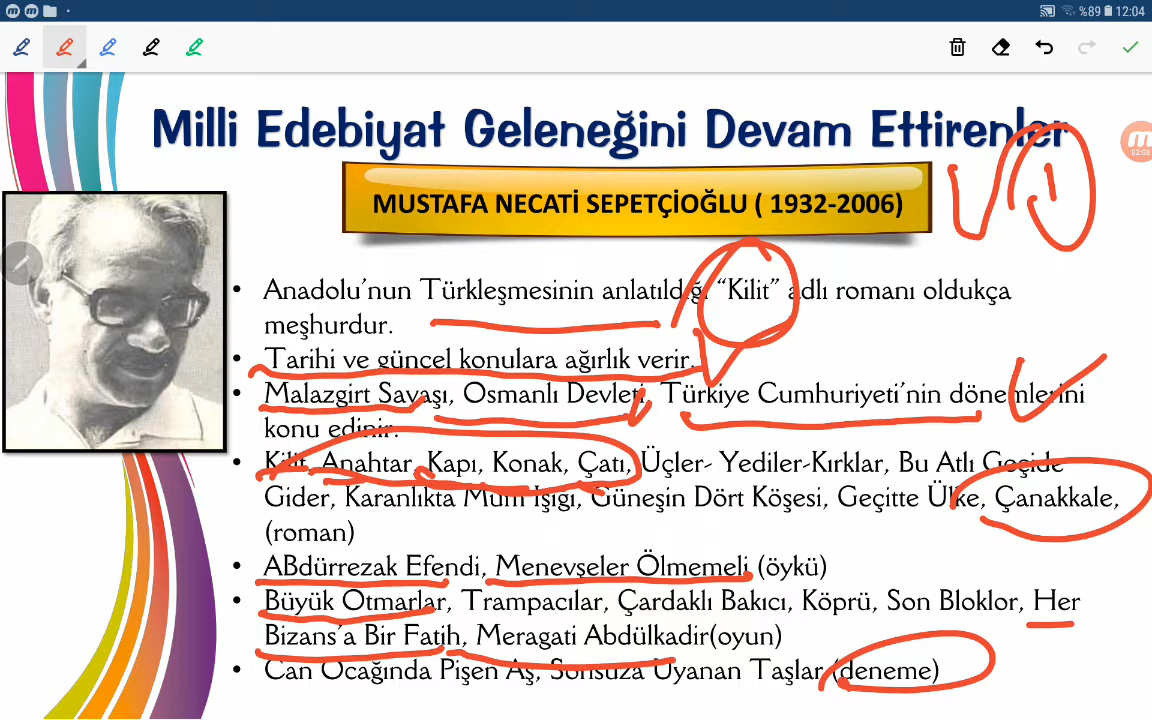 %89 12:04
Milli Edebiyat Geleneğini Devam Ettirenler
02:08
MUSTAFA NECATİ SEPETÇİOĞLU ( 1932-2006)
1
• Anadolu'nun Türkleşmesinin anlatıldığı "Kilit" adlı romanı oldukça
meşhurdur.
• Tarihi ve güncel konulara ağırlık verir.
• Malazgirt Savaşı, Osmanlı Devleti, Türkiye Cumhuriyeti'nin dönemlerini
konu edinir.
• Kilit, Anahtar, Kapı, Konak, Çatı, Üçler- Yediler-Kırklar, Bu Atlı Geçide
Gider, Karanlıkta Mum Işığı, Güneşin Dört Köşesi, Geçitte Ülke, Çanakkale,
(roman)
• ABdürrezak Efendi, Menevşeler Ölmemeli (öykü)
• Büyük Otmarlar, Trampacılar, Çardaklı Bakıcı, Köprü, Son Bloklor, Her
Bizans'a Bir Fatih, Meragati Abdülkadir(oyun)
• Can Ocağında Pişen Aş, Sonsuza Uyanan Taşlar (deneme)